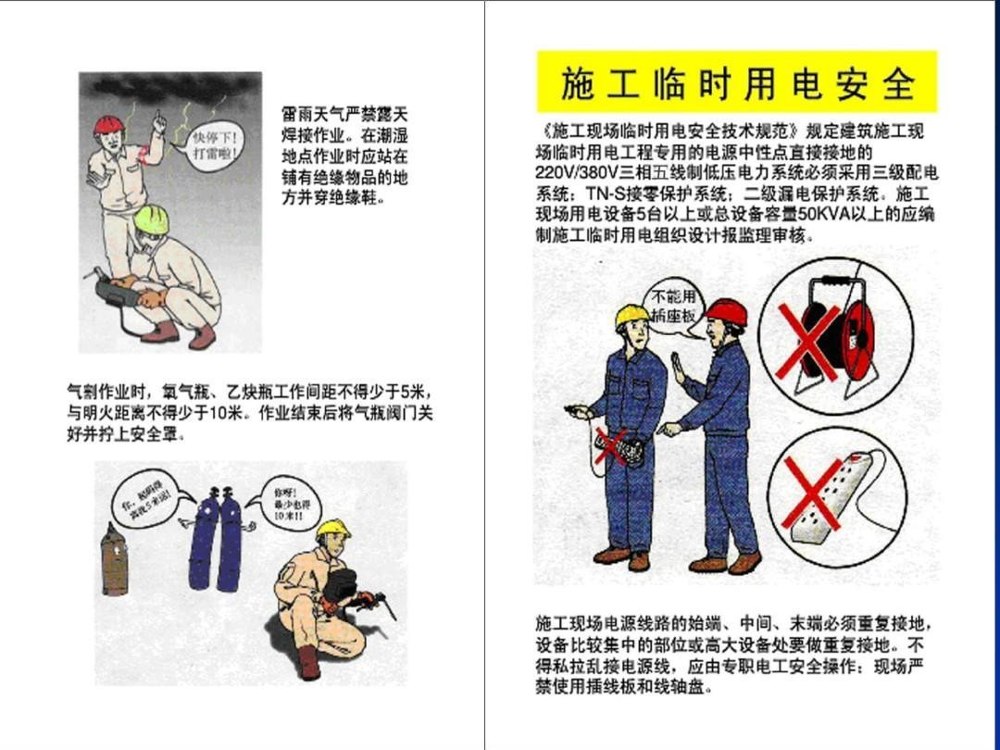 雷雨天气严禁露天
焊接作业。在潮湿
地点作业时应站在
铺有绝缘物品的地
方并穿绝缘鞋。
快停下!
打雷啦!
气割作业时，氧气瓶、乙炔瓶工作间距不得少于5米，
与明火距离不得少于10米。作业结束后将气瓶阀门关
好并拧上安全罩。
离我5米远!
你呀!
最少也得
10米!!
施工临时用电安全
《施工现场临时用电安全技术规范》规定建筑施工现
场临时用电工程专用的电源中性点直接接地的
220V/380V三相五线制低压电力系统必须采用三级配电
系统；TN-S接零保护系统；二级漏电保护系统。施工
现场用电设备5台以上或总设备容量50KVA以上的应编
制施工临时用电组织设计报监理审核。
不能用
插座板
施工现场电源线路的始端、中间、末端必须重复接地，
设备比较集中的部位或高大设备处要做重复接地。不
得私拉乱接电源线，应由专职电工安全操作；现场严
禁使用插线板和线轴盘。